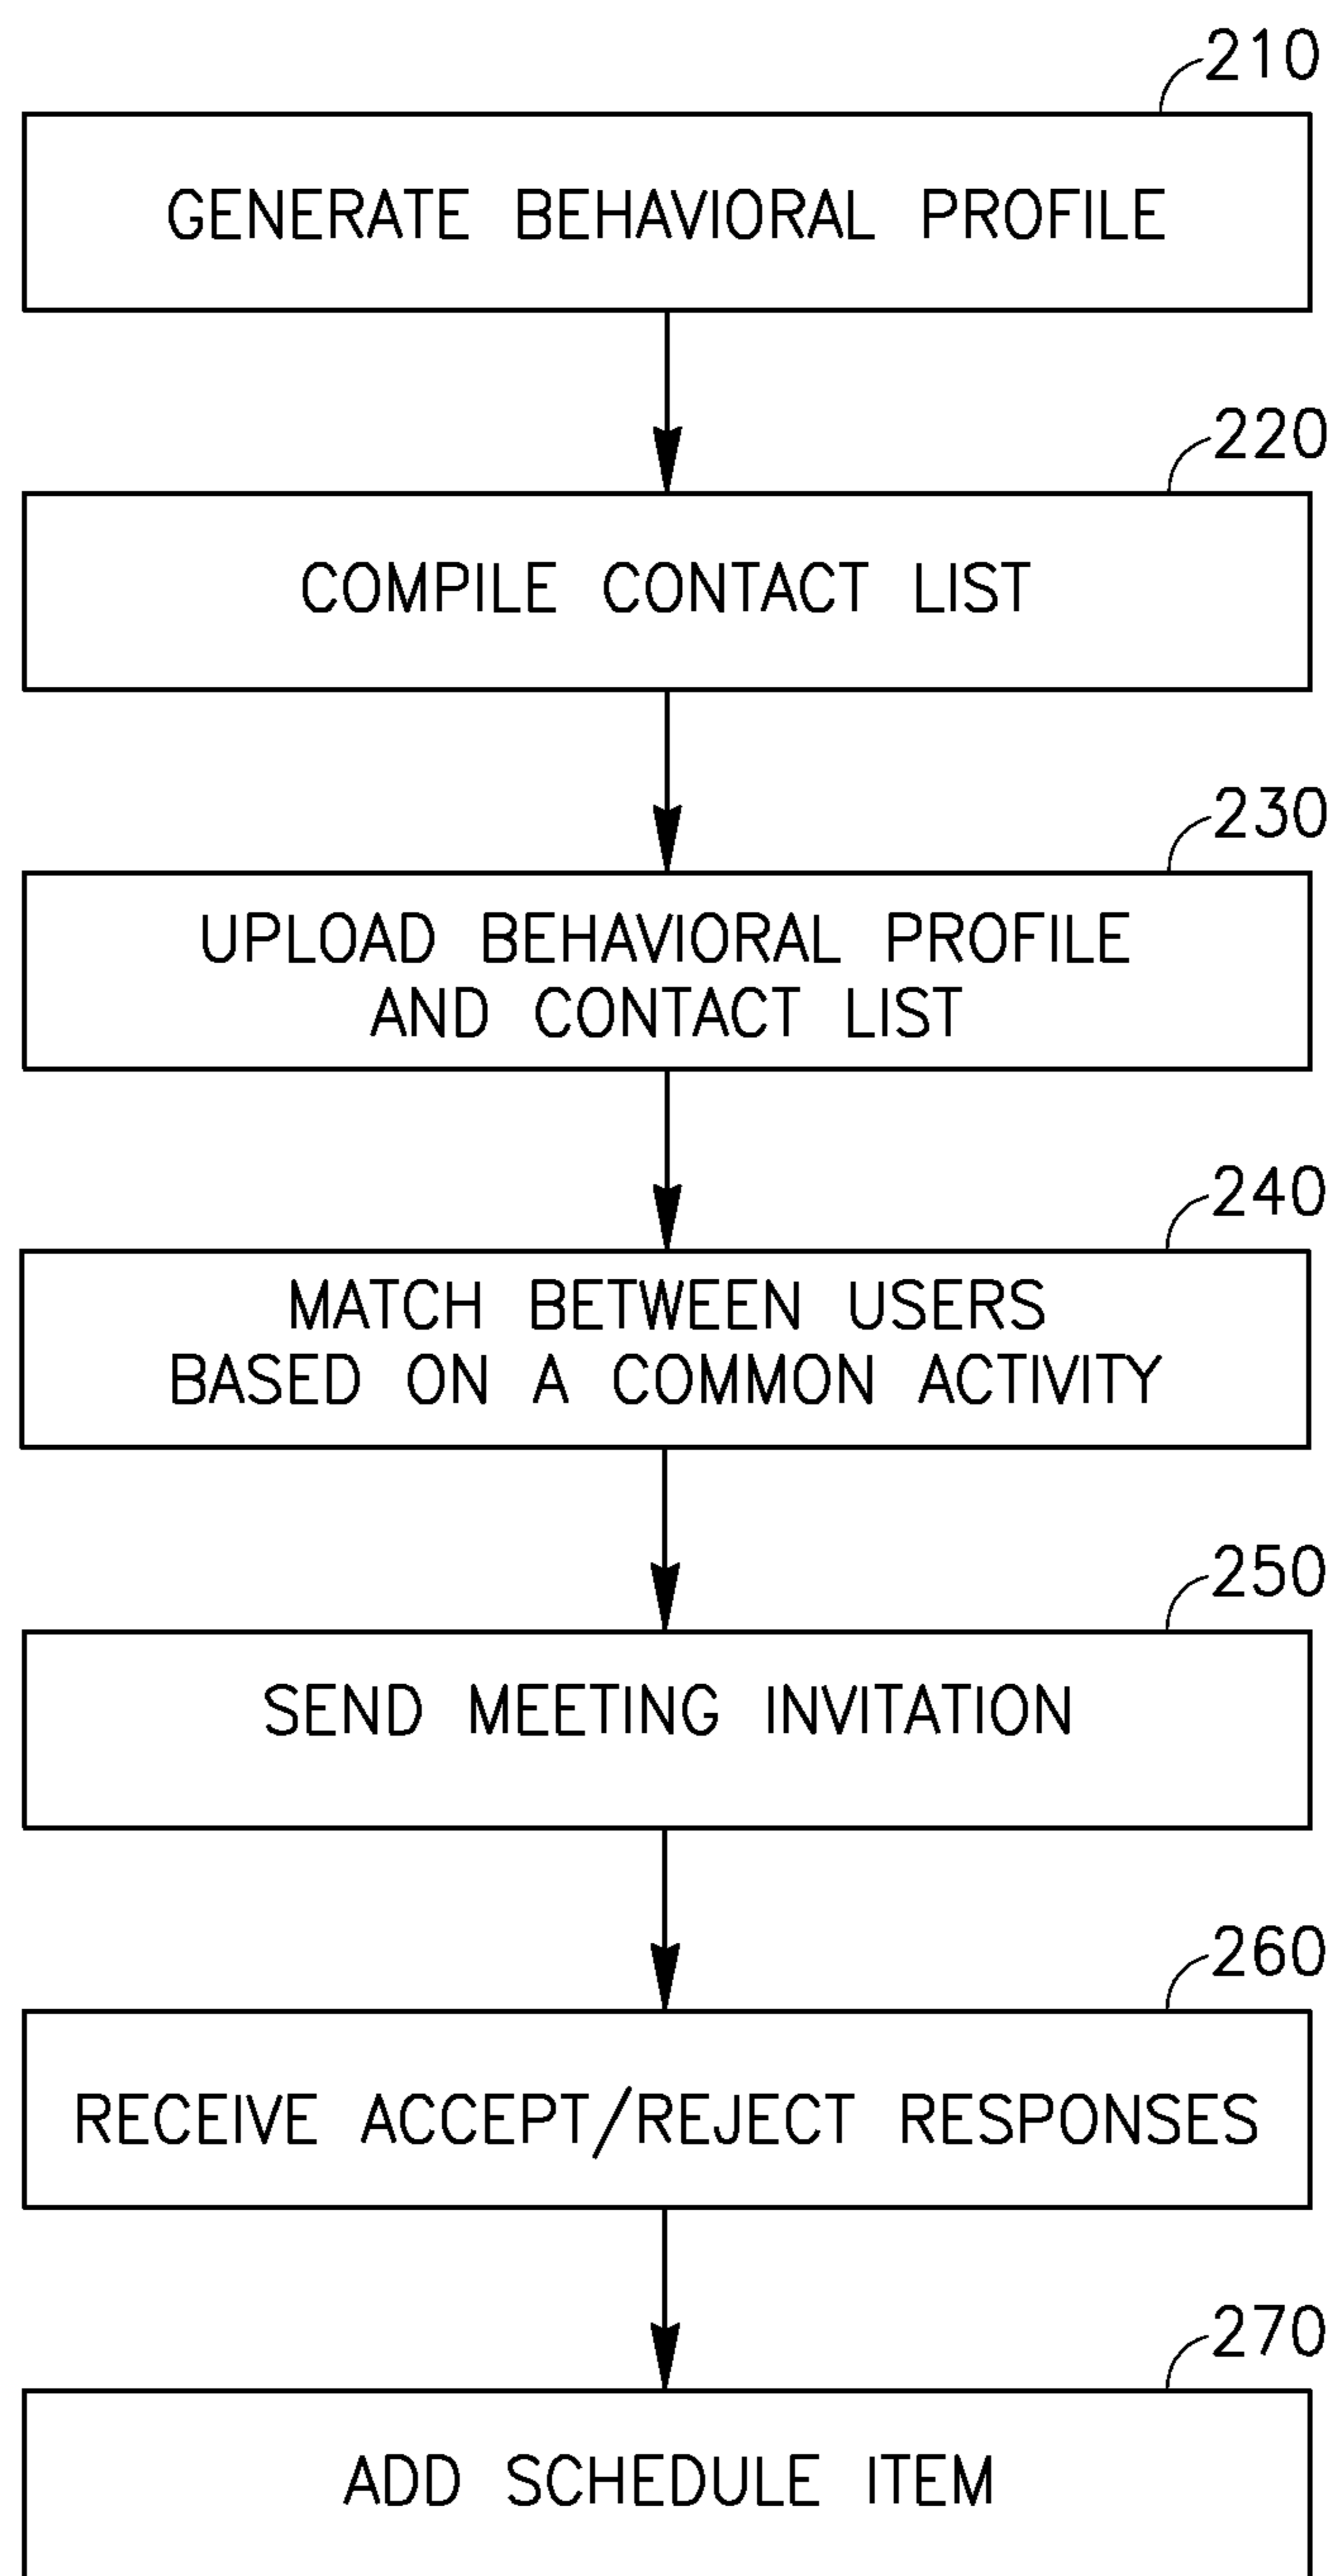 210
GENERATE BEHAVIORAL PROFILE
220
COMPILE CONTACT LIST
230
UPLOAD BEHAVIORAL PROFILE
AND CONTACT LIST
240
MATCH BETWEEN USERS
BASED ON A COMMON ACTIVITY
250
SEND MEETING INVITATION
260
RECEIVE ACCEPT/REJECT RESPONSES
270
ADD SCHEDULE ITEM